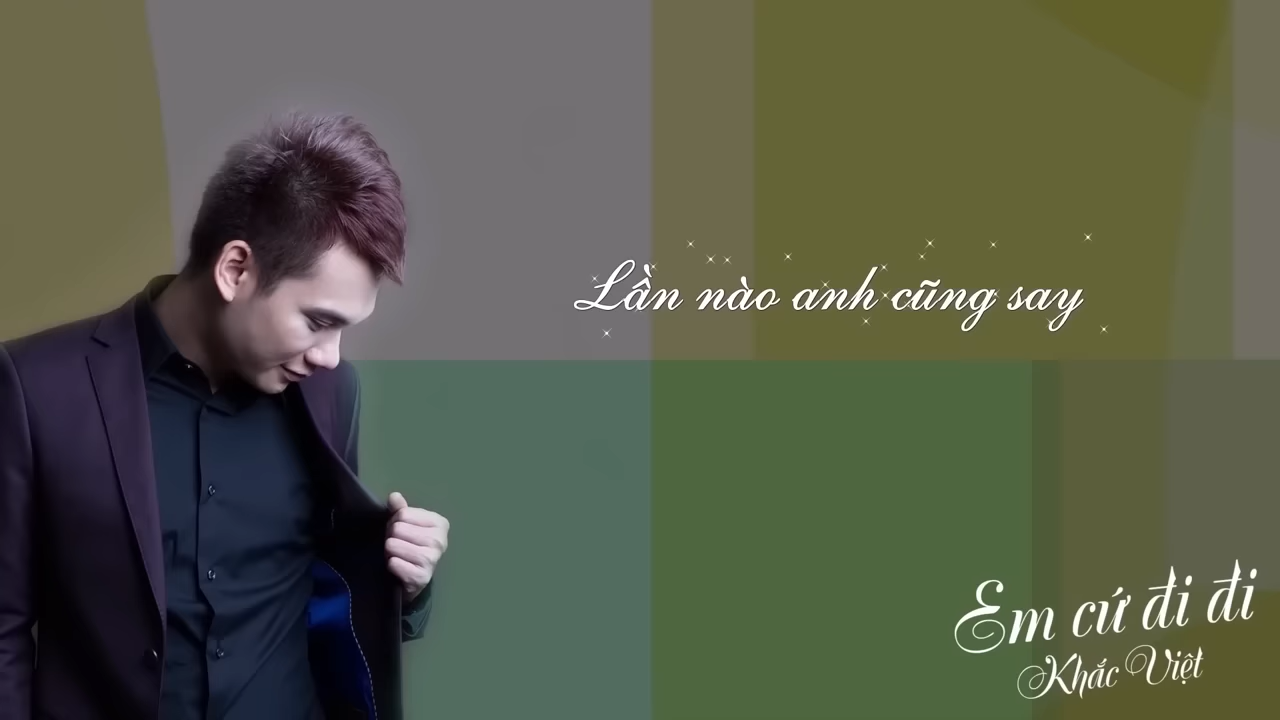 Lần nào anh cũng say
Em cứ đi đi
Khắc Việt